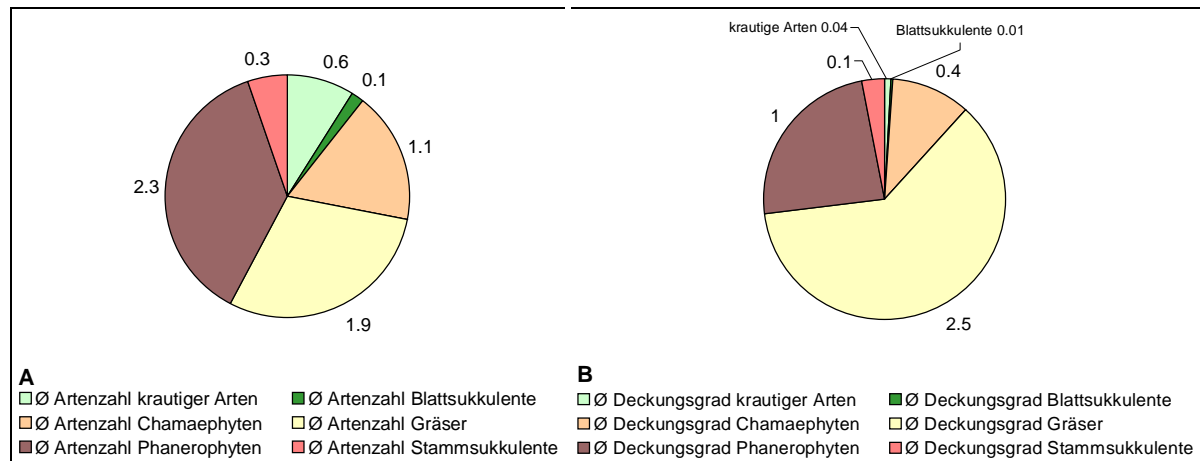 0.3
0.6
0.1
1.1
2.3
1.9
A
Ø Artenzahl krautiger Arten
Ø Artenzahl Blattsukkulente
Ø Artenzahl Chamaephyten
Ø Artenzahl Gräser
Ø Artenzahl Phanerophyten
Ø Artenzahl Stammsukkulente
krautige Arten 0.04
Blattsukkulente 0.01
0.1
0.4
1
2.5
B
Ø Deckungsgrad krautiger Arten
Ø Deckungsgrad Blattsukkulente
Ø Deckungsgrad Chamaephyten
Ø Deckungsgrad Gräser
Ø Deckungsgrad Phanerophyten
Ø Deckungsgrad Stammsukkulente